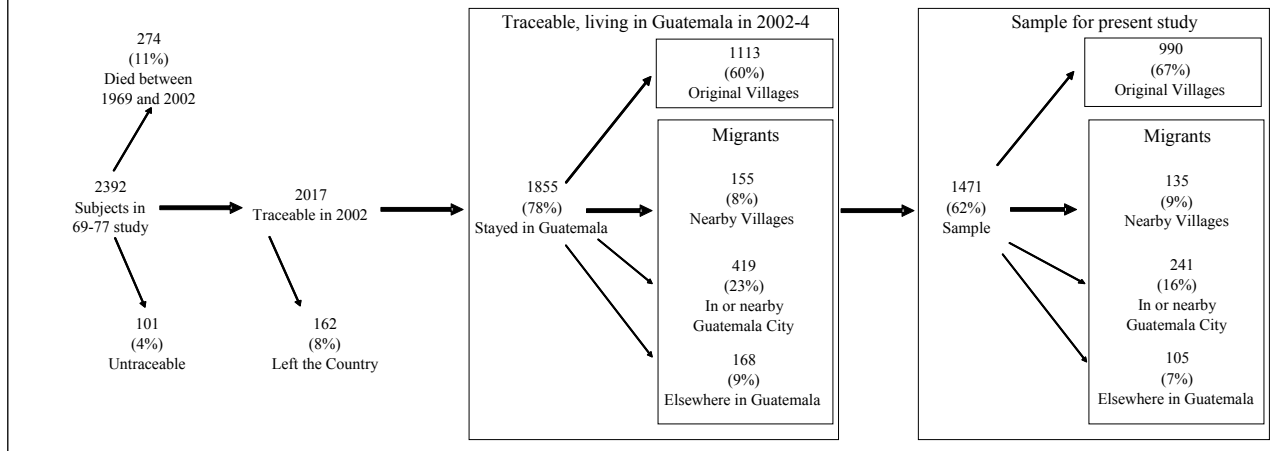 274
(11%)
Died between
1969 and 2002
2392
Subjects in
69-77 study
101
(4%)
Untraceable
2017
Traceable in 2002
162
(8%)
Left the Country
Traceable, living in Guatemala in 2002-4
1855
(78%)
Stayed in Guatemala
1113
(60%)
Original Villages
Migrants
155
(8%)
Nearby Villages
419
(23%)
In or nearby
Guatemala City
168
(9%)
Elsewhere in Guatemala
Sample for present study
1471
(62%)
Sample
990
(67%)
Original Villages
Migrants
135
(9%)
Nearby Villages
241
(16%)
In or nearby
Guatemala City
105
(7%)
Elsewhere in Guatemala